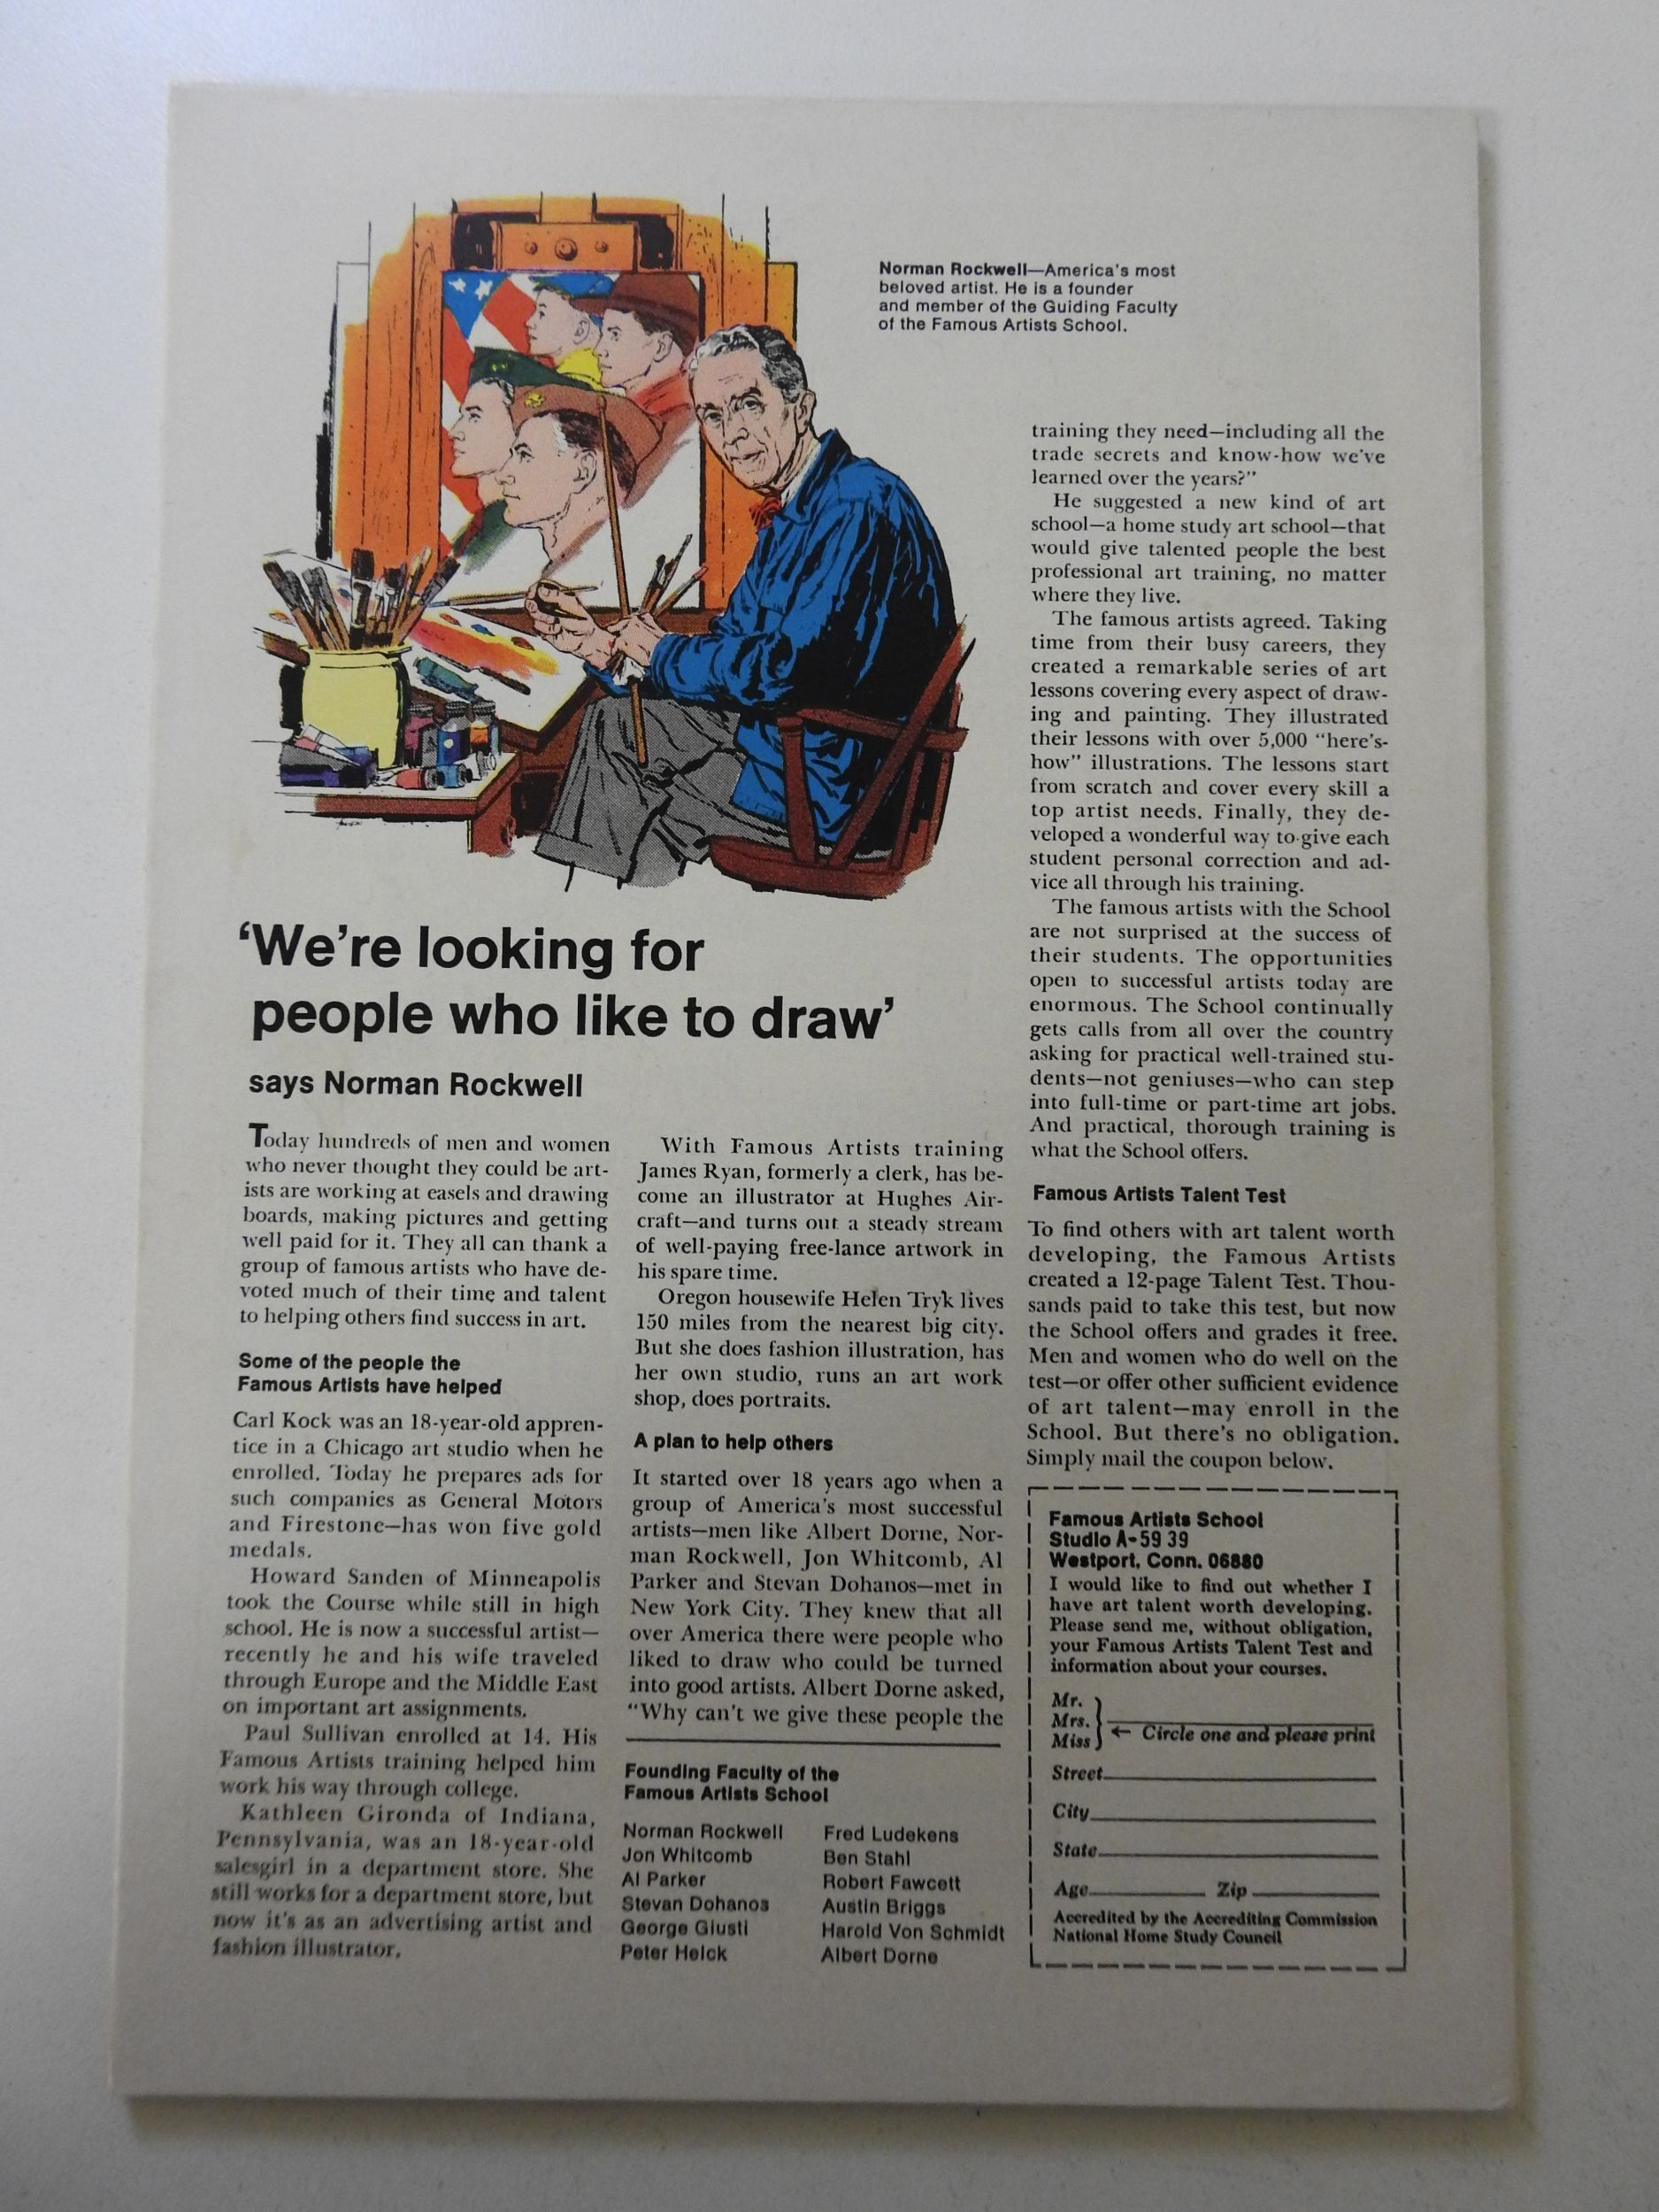 Norman Rockwell—America's most
beloved artist. He is a founder
and member of the Guiding Faculty
of the Famous Artists School.
'We're looking for
people who like to draw'
says Norman Rockwell
Today hundreds of men and women
who never thought they could be art-
ists are working at easels and drawing
boards, making pictures and getting
well paid for it. They all can thank a
group of famous artists who have de-
voted much of their time and talent
to helping others find success in art.
Some of the people the
Famous Artists have helped
Carl Kock was an 18-year-old appren-
tice in a Chicago art studio when he
enrolled. Today he prepares ads for
such companies as General Motors
and Firestone—has won five gold
medals.
Howard Sanden of Minneapolis
took the Course while still in high
school. He is now a successful artist—
recently he and his wife traveled
through Europe and the Middle East
on important art assignments.
Paul Sullivan enrolled at 14. His
Famous Artists training helped him
work his way through college.
Kathleen Gironda of Indiana,
Pennsylvania, was an 18-year-old
salesgirl in a department store. She
still works for a department store, but
now it's as an advertising artist and
fashion illustrator.
With Famous Artists training
James Ryan, formerly a clerk, has be-
come an illustrator at Hughes Air-
craft—and turns out a steady stream
of well-paying free-lance artwork in
his spare time.
Oregon housewife Helen Tryk lives
150 miles from the nearest big city.
But she does fashion illustration, has
her own studio, runs an art work
shop, does portraits.
A plan to help others
It started over 18 years ago when a
group of America's most successful
artists—men like Albert Dorne, Nor-
man Rockwell, Jon Whitcomb, Al
Parker and Stevan Dohanos—met in
New York City. They knew that all
over America there were people who
liked to draw who could be turned
into good artists. Albert Dorne asked,
"Why can't we give these people the
Founding Faculty of the
Famous Artists School
Norman Rockwell
Jon Whitcomb
Al Parker
Stevan Dohanos
George Giusti
Peter Helck
Fred Ludekens
Ben Stahl
Robert Fawcett
Austin Briggs
Harold Von Schmidt
Albert Dorne
training they need—including all the
trade secrets and know-how we've
learned over the years?"
He suggested a new kind of art
school—a home study art school—that
would give talented people the best
professional art training, no matter
where they live.
The famous artists agreed. Taking
time from their busy careers, they
created a remarkable series of art
lessons covering every aspect of draw-
ing and painting. They illustrated
their lessons with over 5,000 "here's-
how" illustrations. The lessons start
from scratch and cover every skill a
top artist needs. Finally, they de-
veloped a wonderful way to give each
student personal correction and ad-
vice all through his training.
The famous artists with the School
are not surprised at the success of
their students. The opportunities
open to successful artists today are
enormous. The School continually
gets calls from all over the country
asking for practical well-trained stu-
dents—not geniuses—who can step
into full-time or part-time art jobs.
And practical, thorough training is
what the School offers.
Famous Artists Talent Test
To find others with art talent worth
developing, the Famous Artists
created a 12-page Talent Test. Thou-
sands paid to take this test, but now
the School offers and grades it free.
Men and women who do well on the
test—or offer other sufficient evidence
of art talent—may enroll in the
School. But there's no obligation.
Simply mail the coupon below.
Famous Artists School
Studio A-59 39
Westport, Conn. 06880
I would like to find out whether I
have art talent worth developing.
Please send me, without obligation,
your Famous Artists Talent Test and
information about your courses.
Mr.
Mrs.
Miss
← Circle one and please print
Street
City
State
Age Zip
Accredited by the Accrediting Commission
National Home Study Council